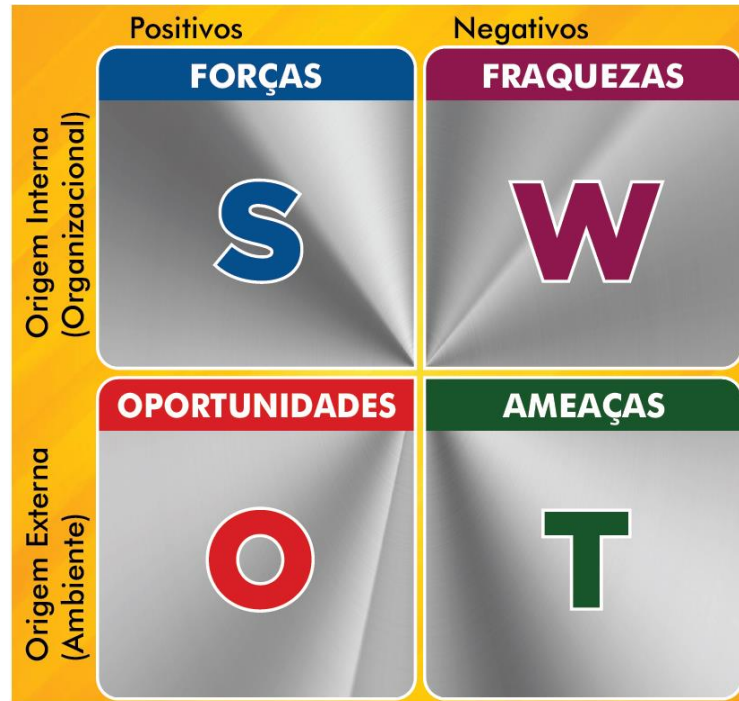 Positivos
Negativos
Origem Interna
(Organizacional)
FORÇAS
FRAQUEZAS
S
W
Origem Externa
(Ambiente)
OPORTUNIDADES
AMEAÇAS
O
T